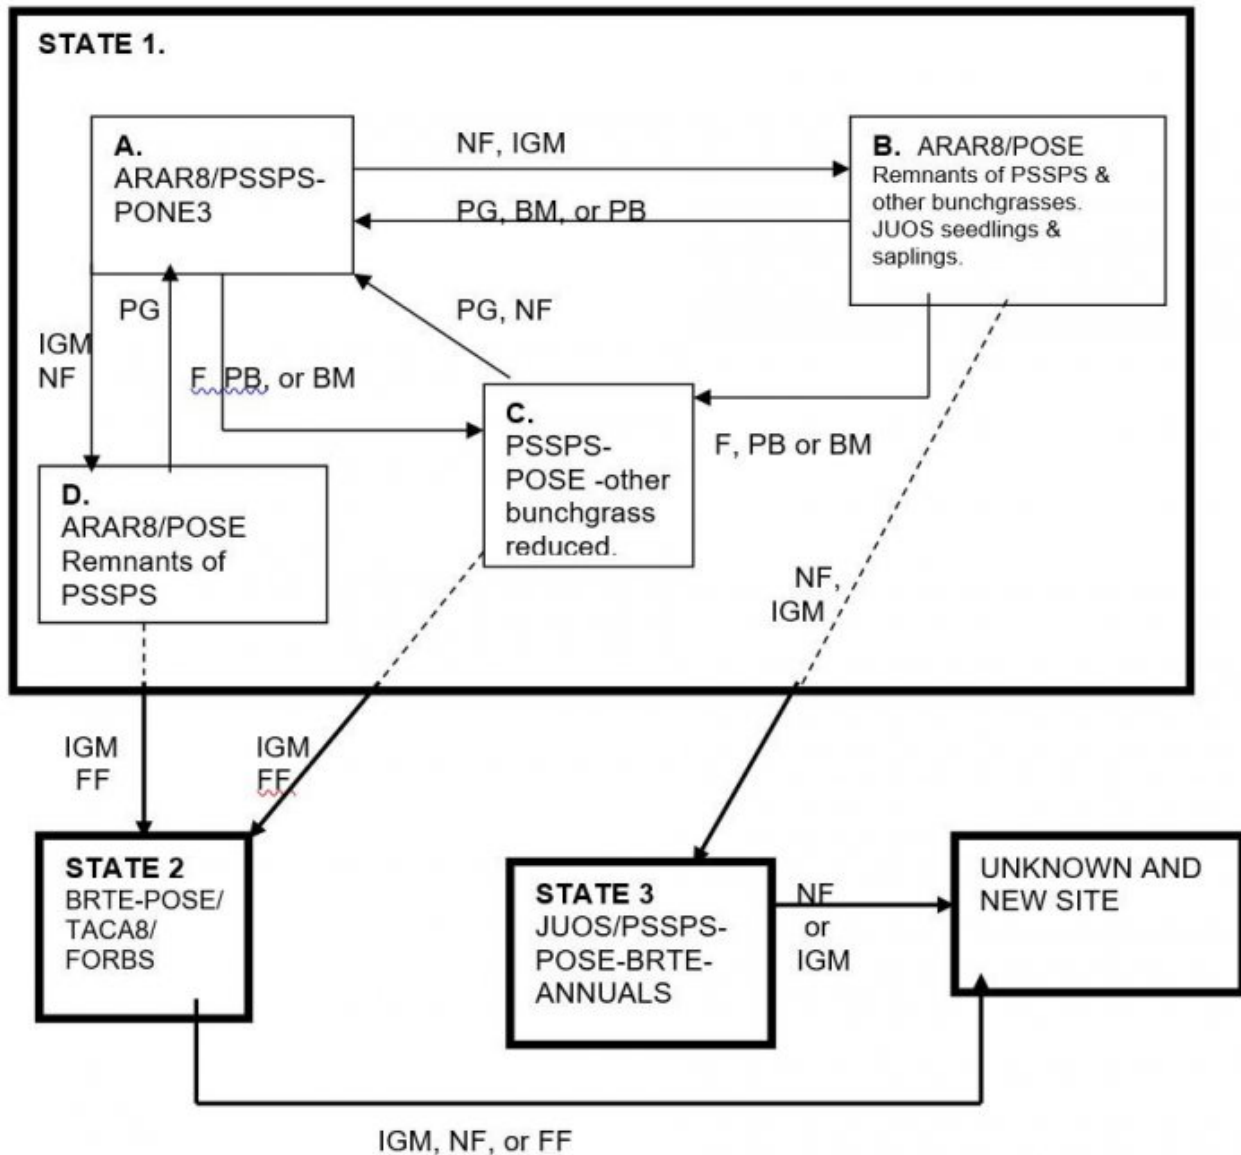 STATE 1.
A.
ARAR8/PSSPS-
PONE3
NF, IGM
PG, BM, or PB
B. ARAR8/POSE
Remnants of PSSPS &
other bunchgrasses.
JUOS seedlings &
saplings.
PG
PG, NF
IGM
NF
F PB, or BM
C.
PSSPS-
POSE -other
bunchgrass
reduced.
F, PB or BM
D.
ARAR8/POSE
Remnants of
PSSPS
NF,
IGM
IGM
FF
IGM
FF
STATE 2
BRTE-POSE/
TACA8/
FORBS
STATE 3
JUOS/PSSPS-
POSE-BRTE-
ANNUALS
NF
or
IGM
UNKNOWN AND
NEW SITE
IGM, NF, or FF